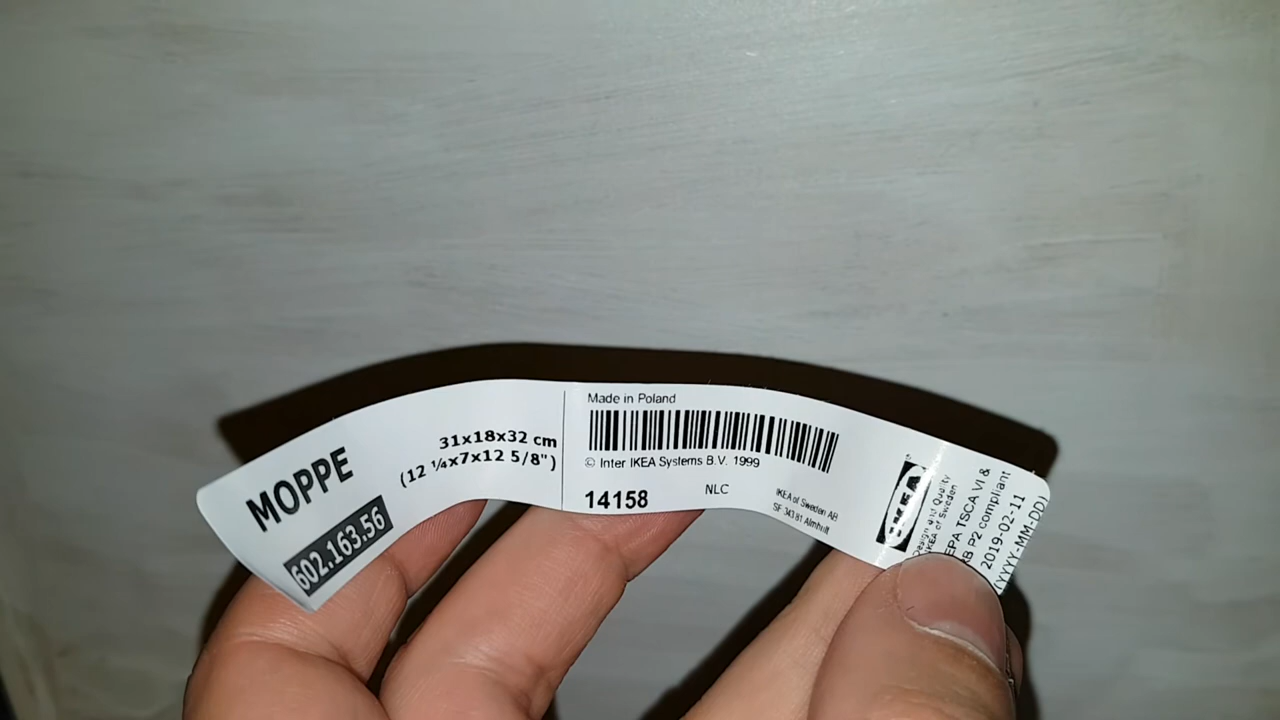 MOPPE
602.163.56
31x18x32 cm
(12 ¼x7x12 5/8")
Made in Poland
© Inter IKEA Systems B.V. 1999
14158
NLC
IKEA of Sweden AB
SE 343 81 Älmhult
IKEA
Design and Quality
IKEA of Sweden
EPA TSCA VI &
P2 compliant
2019-02-11
(YYYY-MM-DD)